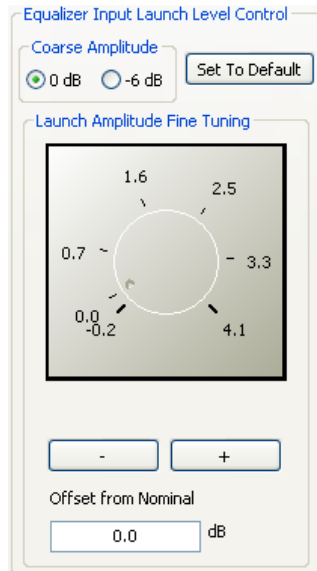 Equalizer Input Launch Level Control
Coarse Amplitude
0 dB -6 dB
Set To Default
Launch Amplitude Fine Tuning
1.6
2.5
0.7
3.3
0.0
-0.2
4.1
-
+
Offset from Nominal
0.0 dB